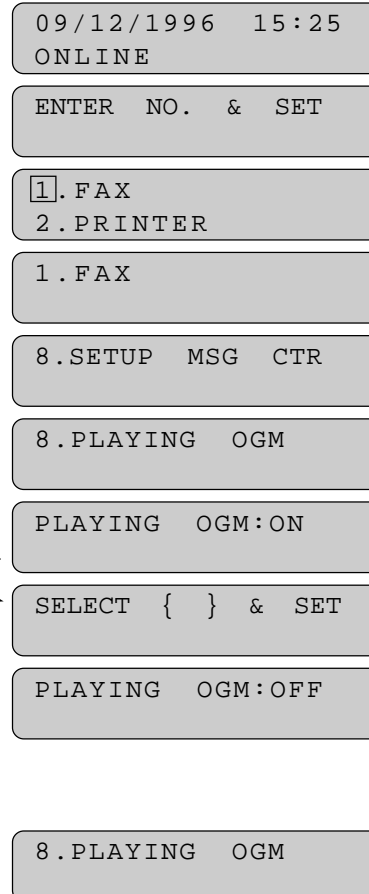 09/12/1996 15:25
ONLINE
ENTER NO. & SET
1.FAX
2.PRINTER
1.FAX
8.SETUP MSG CTR
8.PLAYING OGM
PLAYING OGM:ON
SELECT { } & SET
PLAYING OGM:OFF
8.PLAYING OGM